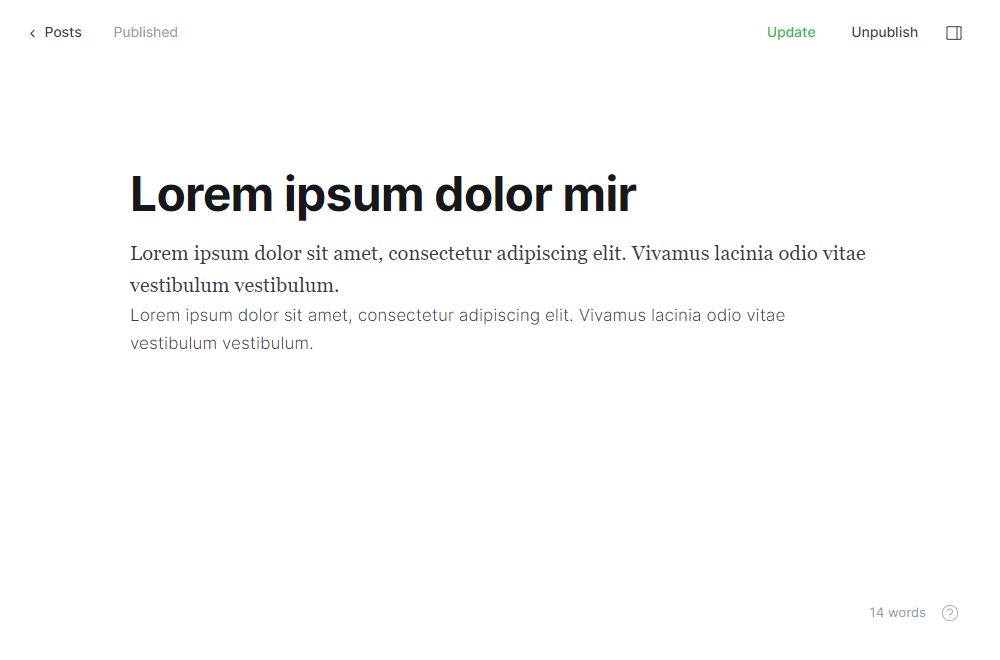 Posts Published Update Unpublish
Lorem ipsum dolor mir
Lorem ipsum dolor sit amet, consectetur adipiscing elit. Vivamus lacinia odio vitae
vestibulum vestibulum.
Lorem ipsum dolor sit amet, consectetur adipiscing elit. Vivamus lacinia odio vitae
vestibulum vestibulum.
14 words ?